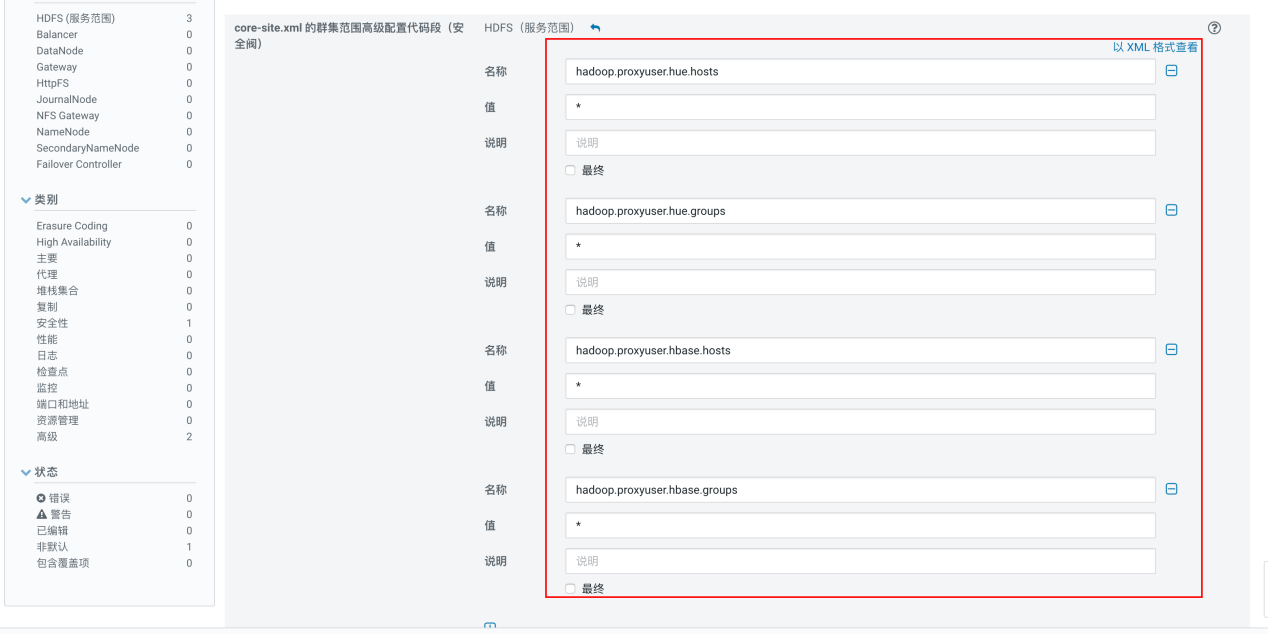 HDFS (服务范围) 3
Balancer 0
DataNode 0
Gateway 0
HttpFS 0
JournalNode 0
NFS Gateway 0
NameNode 0
SecondaryNameNode 0
Failover Controller 0
类别
Erasure Coding 0
High Availability 0
主要 0
代理 0
堆栈集合 0
复制 0
安全性 1
性能 0
日志 0
检查点 0
监控 0
端口和地址 0
资源管理 0
高级 2
状态
错误 0
警告 0
已编辑 0
非默认 1
包含覆盖项 0
core-site.xml 的群集范围高级配置代码段（安
全阀）
HDFS（服务范围）
以 XML 格式查看
名称 hadoop.proxyuser.hue.hosts
值 *
说明 说明
最终
名称 hadoop.proxyuser.hue.groups
值 *
说明 说明
最终
名称 hadoop.proxyuser.hbase.hosts
值 *
说明 说明
最终
名称 hadoop.proxyuser.hbase.groups
值 *
说明 说明
最终